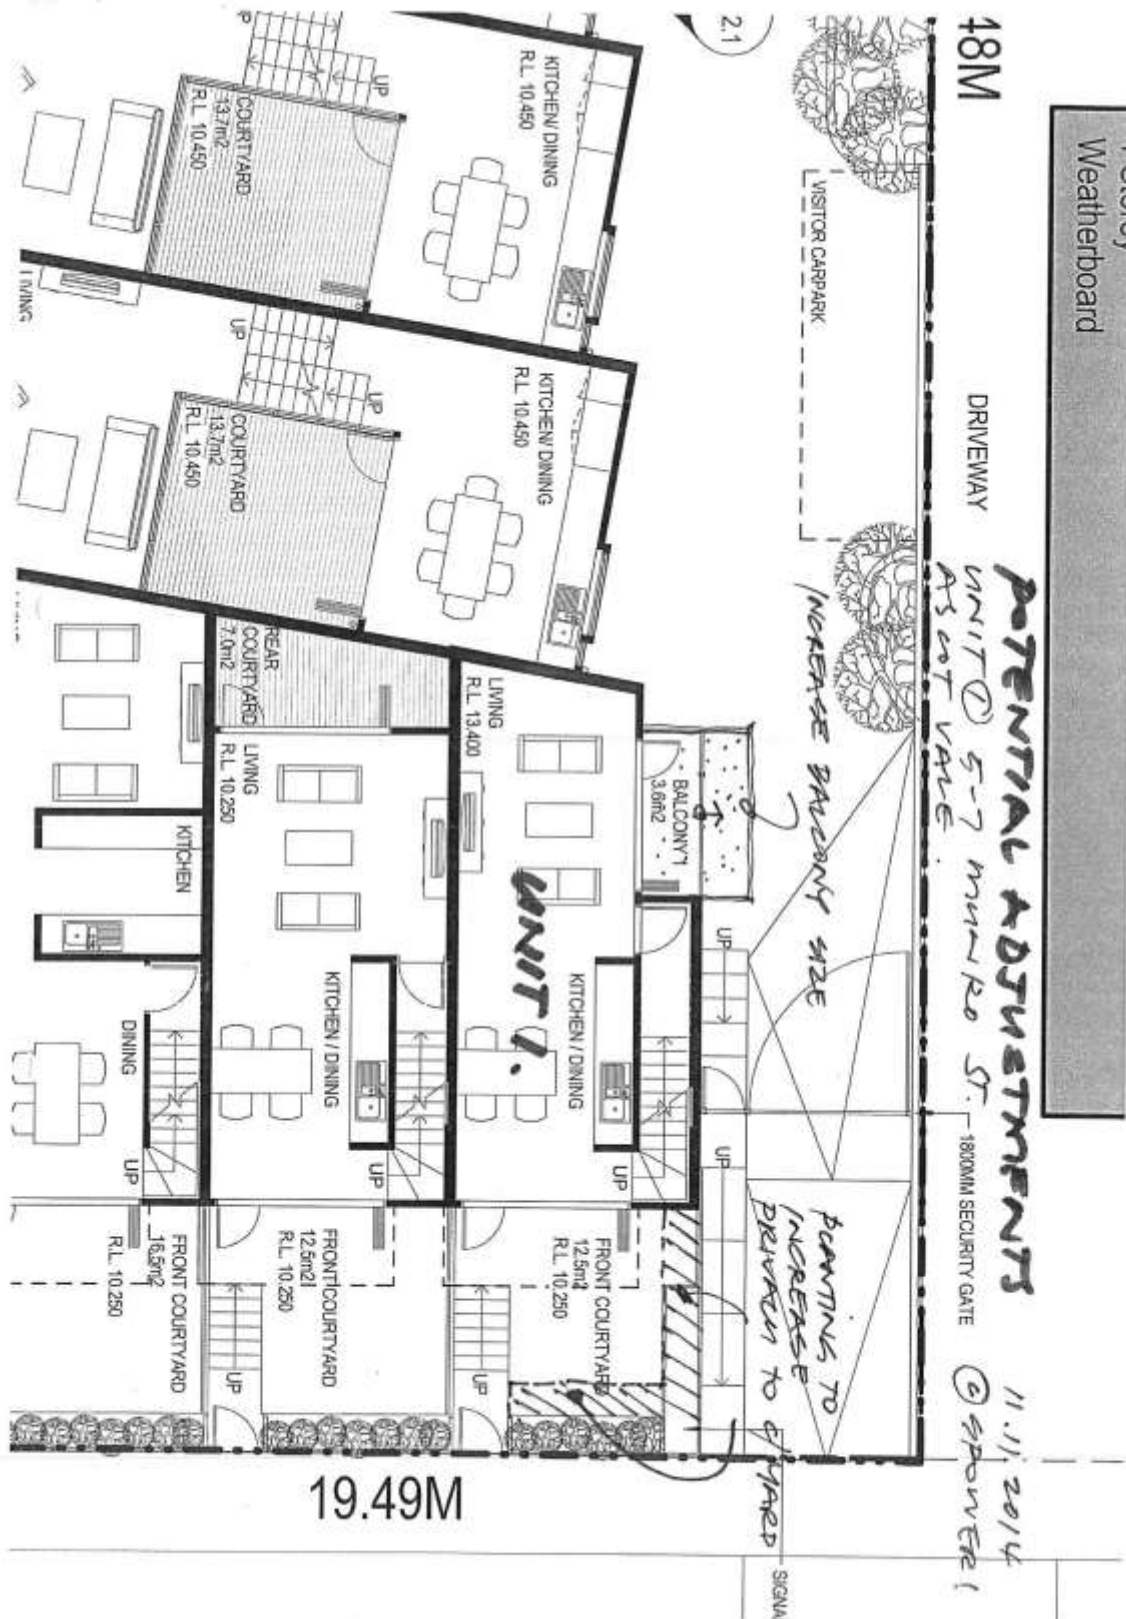 POTENTIAL ADJUSTMENTS
UNIT ① 5-7 MUNRO ST.
ASCOT VALE.
11.11.2014
48M
Weatherboard
DRIVEWAY
1800MM SECURITY GATE
2.1
VISITOR CARPARK
INCREASE BALCONY SIZE
PLANTING TO
INCREASE
PRIVACY TO C/YARD
UP
KITCHEN/ DINING
R.L. 10.450
UP
COURTYARD
13.7m2
R.L. 10.450
LIVING
KITCHEN/ DINING
R.L. 10.450
UP
UP
COURTYARD
13.7m2
R.L. 10.450
REAR
COURTYARD
7.0m2
LIVING
R.L. 13.400
BALCONY 1
3.6m2
UNIT 1.
KITCHEN / DINING
UP
UP
UP
FRONT COURTYARD
12.5m2
R.L. 10.250
UP
LIVING
R.L. 10.250
KITCHEN / DINING
UP
FRONT COURTYARD
12.5m2
R.L. 10.250
UP
KITCHEN
DINING
UP
FRONT COURTYARD
16.5m2
R.L. 10.250
19.49M
SIGNA